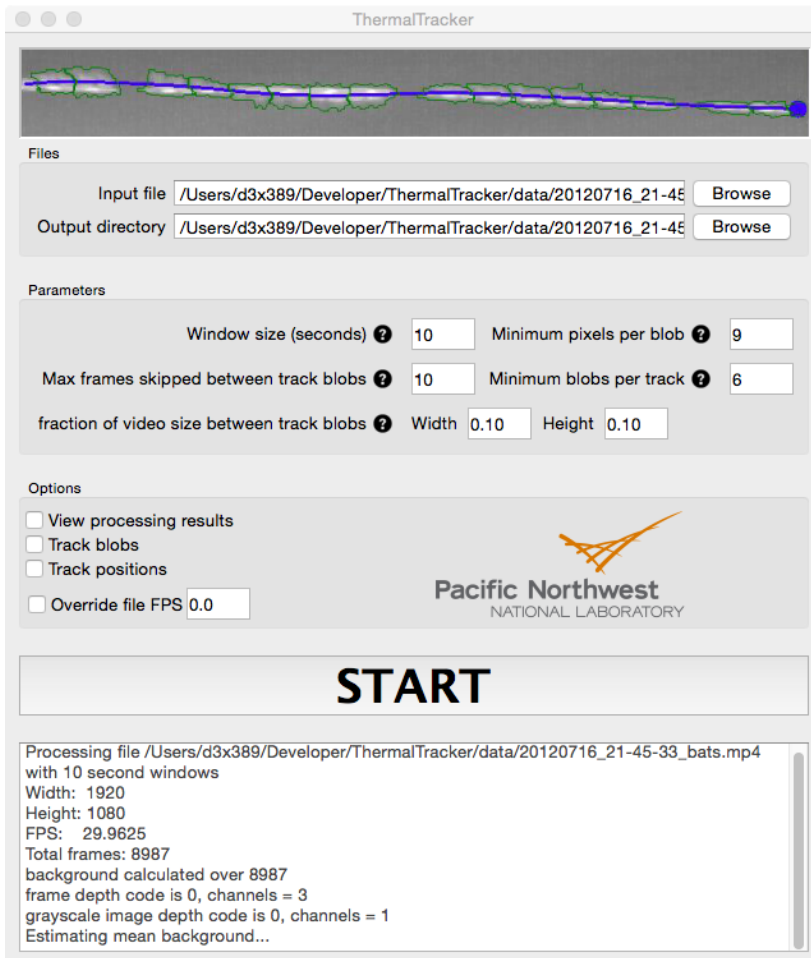 ThermalTracker
Files
Input file /Users/d3x389/Developer/ThermalTracker/data/20120716_21-45 Browse
Output directory /Users/d3x389/Developer/ThermalTracker/data/20120716_21-45 Browse
Parameters
Window size (seconds) ? 10 Minimum pixels per blob ? 9
Max frames skipped between track blobs ? 10 Minimum blobs per track ? 6
fraction of video size between track blobs ? Width 0.10 Height 0.10
Options
View processing results
Track blobs
Track positions
Override file FPS 0.0
Pacific Northwest
NATIONAL LABORATORY
START
Processing file /Users/d3x389/Developer/ThermalTracker/data/20120716_21-45-33_bats.mp4
with 10 second windows
Width: 1920
Height: 1080
FPS: 29.9625
Total frames: 8987
background calculated over 8987
frame depth code is 0, channels = 3
grayscale image depth code is 0, channels = 1
Estimating mean background...